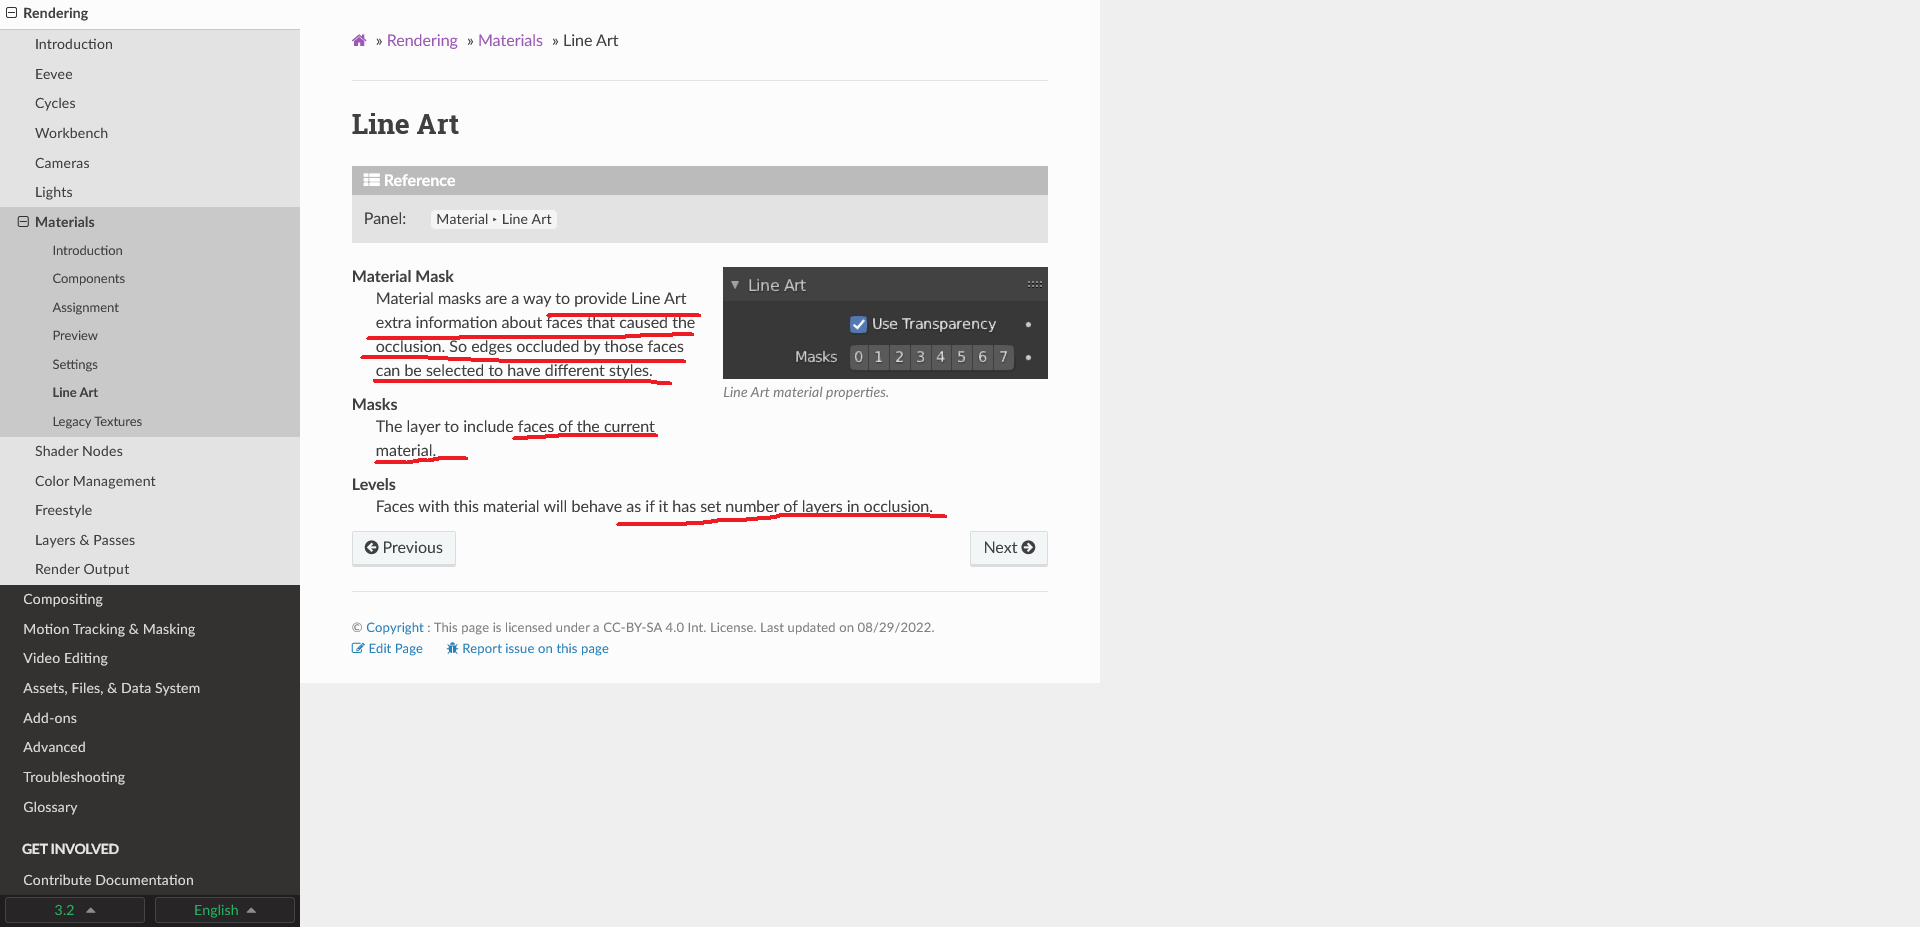 Rendering
Introduction
Eevee
Cycles
Workbench
Cameras
Lights
Materials
Introduction
Components
Assignment
Preview
Settings
Line Art
Legacy Textures
Shader Nodes
Color Management
Freestyle
Layers & Passes
Render Output
Compositing
Motion Tracking & Masking
Video Editing
Assets, Files, & Data System
Add-ons
Advanced
Troubleshooting
Glossary
GET INVOLVED
Contribute Documentation
3.2 English
» Rendering » Materials » Line Art
Line Art
Reference
Panel: Material ‣ Line Art
Material Mask
Material masks are a way to provide Line Art
extra information about faces that caused the
occlusion. So edges occluded by those faces
can be selected to have different styles.
Masks
The layer to include faces of the current
material.
Levels
Faces with this material will behave as if it has set number of layers in occlusion.
Line Art
Use Transparency
Masks 0 1 2 3 4 5 6 7
Line Art material properties.
Previous
Next
© Copyright : This page is licensed under a CC-BY-SA 4.0 Int. License. Last updated on 08/29/2022.
Edit Page Report issue on this page